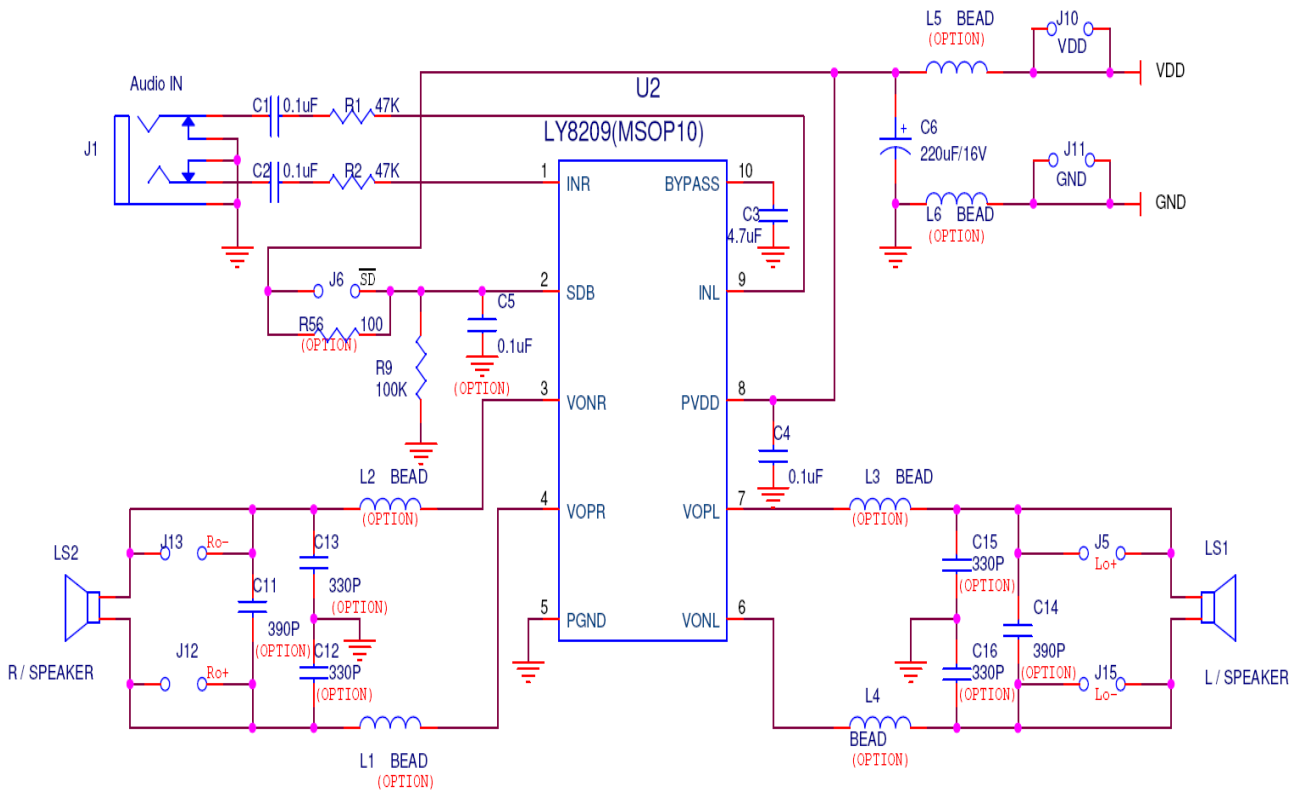 L5 BEAD
(OPTION)
J10
VDD
VDD
Audio IN
U2
LY8209(MSOP10)
C1 0.1uF R1 47K
J1
C2 0.1uF R2 47K
C6
+
220uF/16V
J11
GND
GND
L6 BEAD
(OPTION)
1 INR
BYPASS 10
C3
4.7uF
J6 SD
2 SDB
INL 9
R56 100
(OPTION)
C5
0.1uF
(OPTION)
R9
100K
3 VONR
PVDD 8
C4
0.1uF
L2 BEAD
(OPTION)
4 VOPR
VOPL 7
L3 BEAD
(OPTION)
LS2
J13 Ro-
C13
330P
(OPTION)
C11
390P
(OPTION)
C12
330P
(OPTION)
J12 Ro+
R / SPEAKER
5 PGND
VONL 6
C15
330P
(OPTION)
J5
Lo+
LS1
C14
390P
(OPTION)
C16
330P
(OPTION)
J15
Lo-
L / SPEAKER
L1 BEAD
(OPTION)
L4
BEAD
(OPTION)